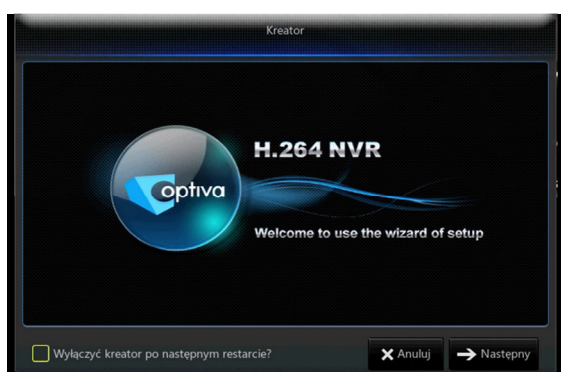 Kreator
H.264 NVR
optiva
Welcome to use the wizard of setup
Wyłączyć kreator po następnym restarcie?
Anuluj
Następny